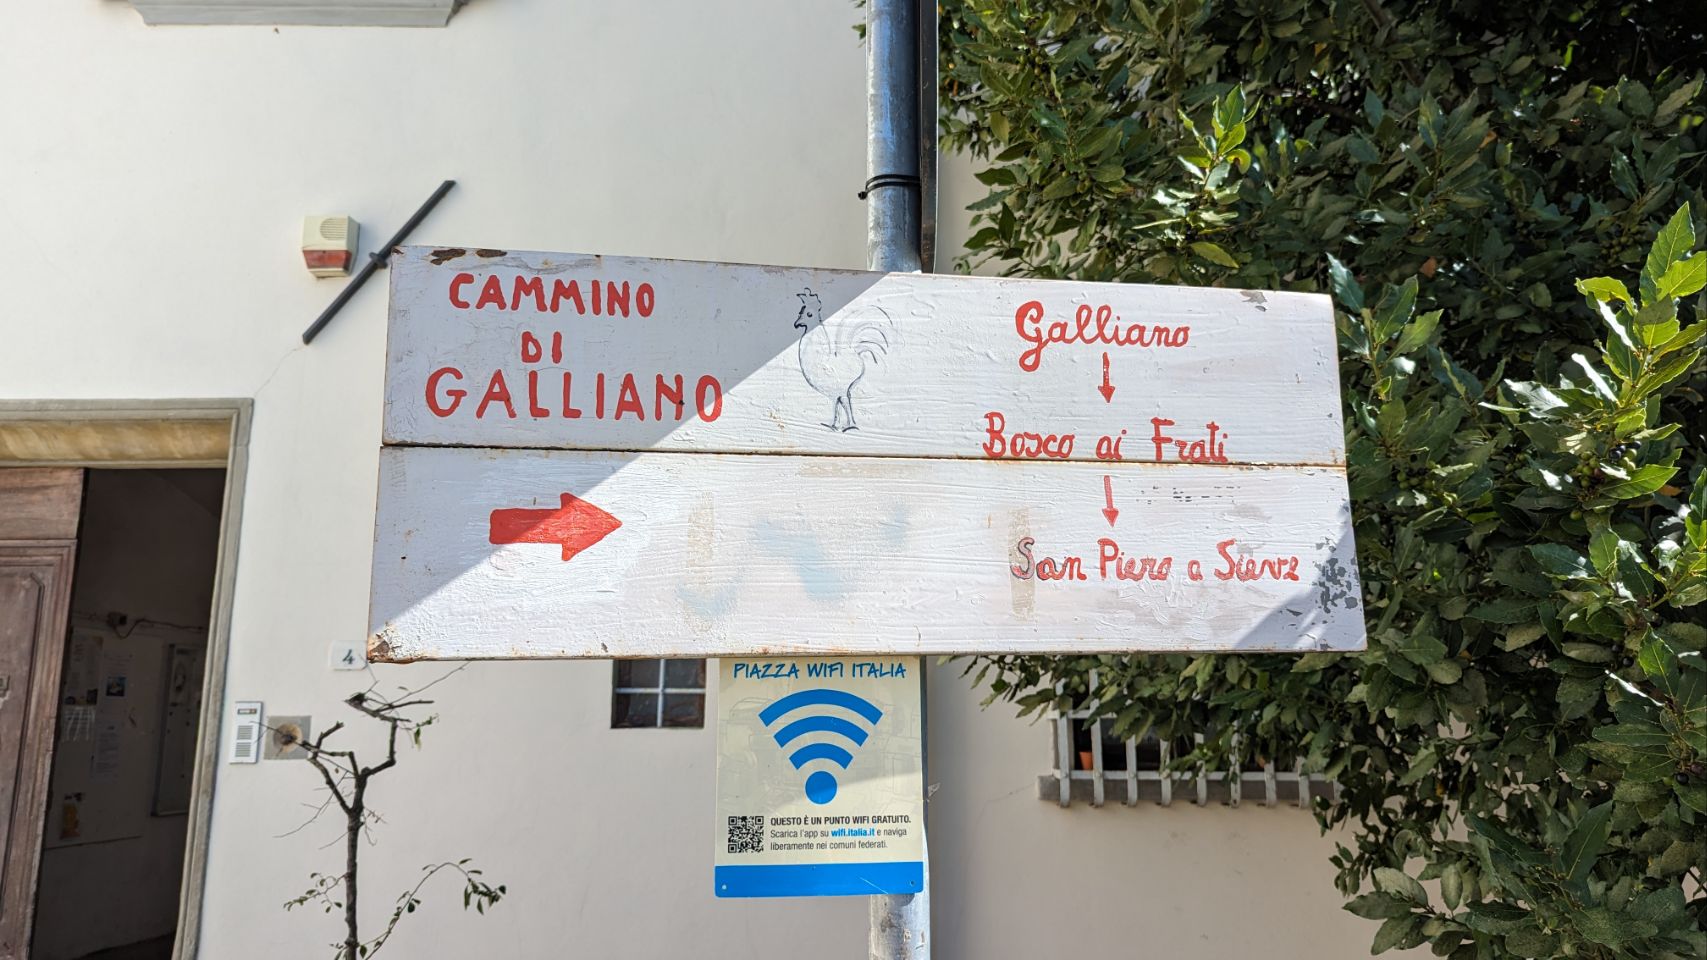 CAMMINO
DI
GALLIANO
Galliano
Bosco ai Frati
San Piero a Sieve
4
PIAZZA WIFI ITALIA
QUESTO È UN PUNTO WIFI GRATUITO.
Scarica l'app su wifi.italia.it e naviga
liberamente nei comuni federati.